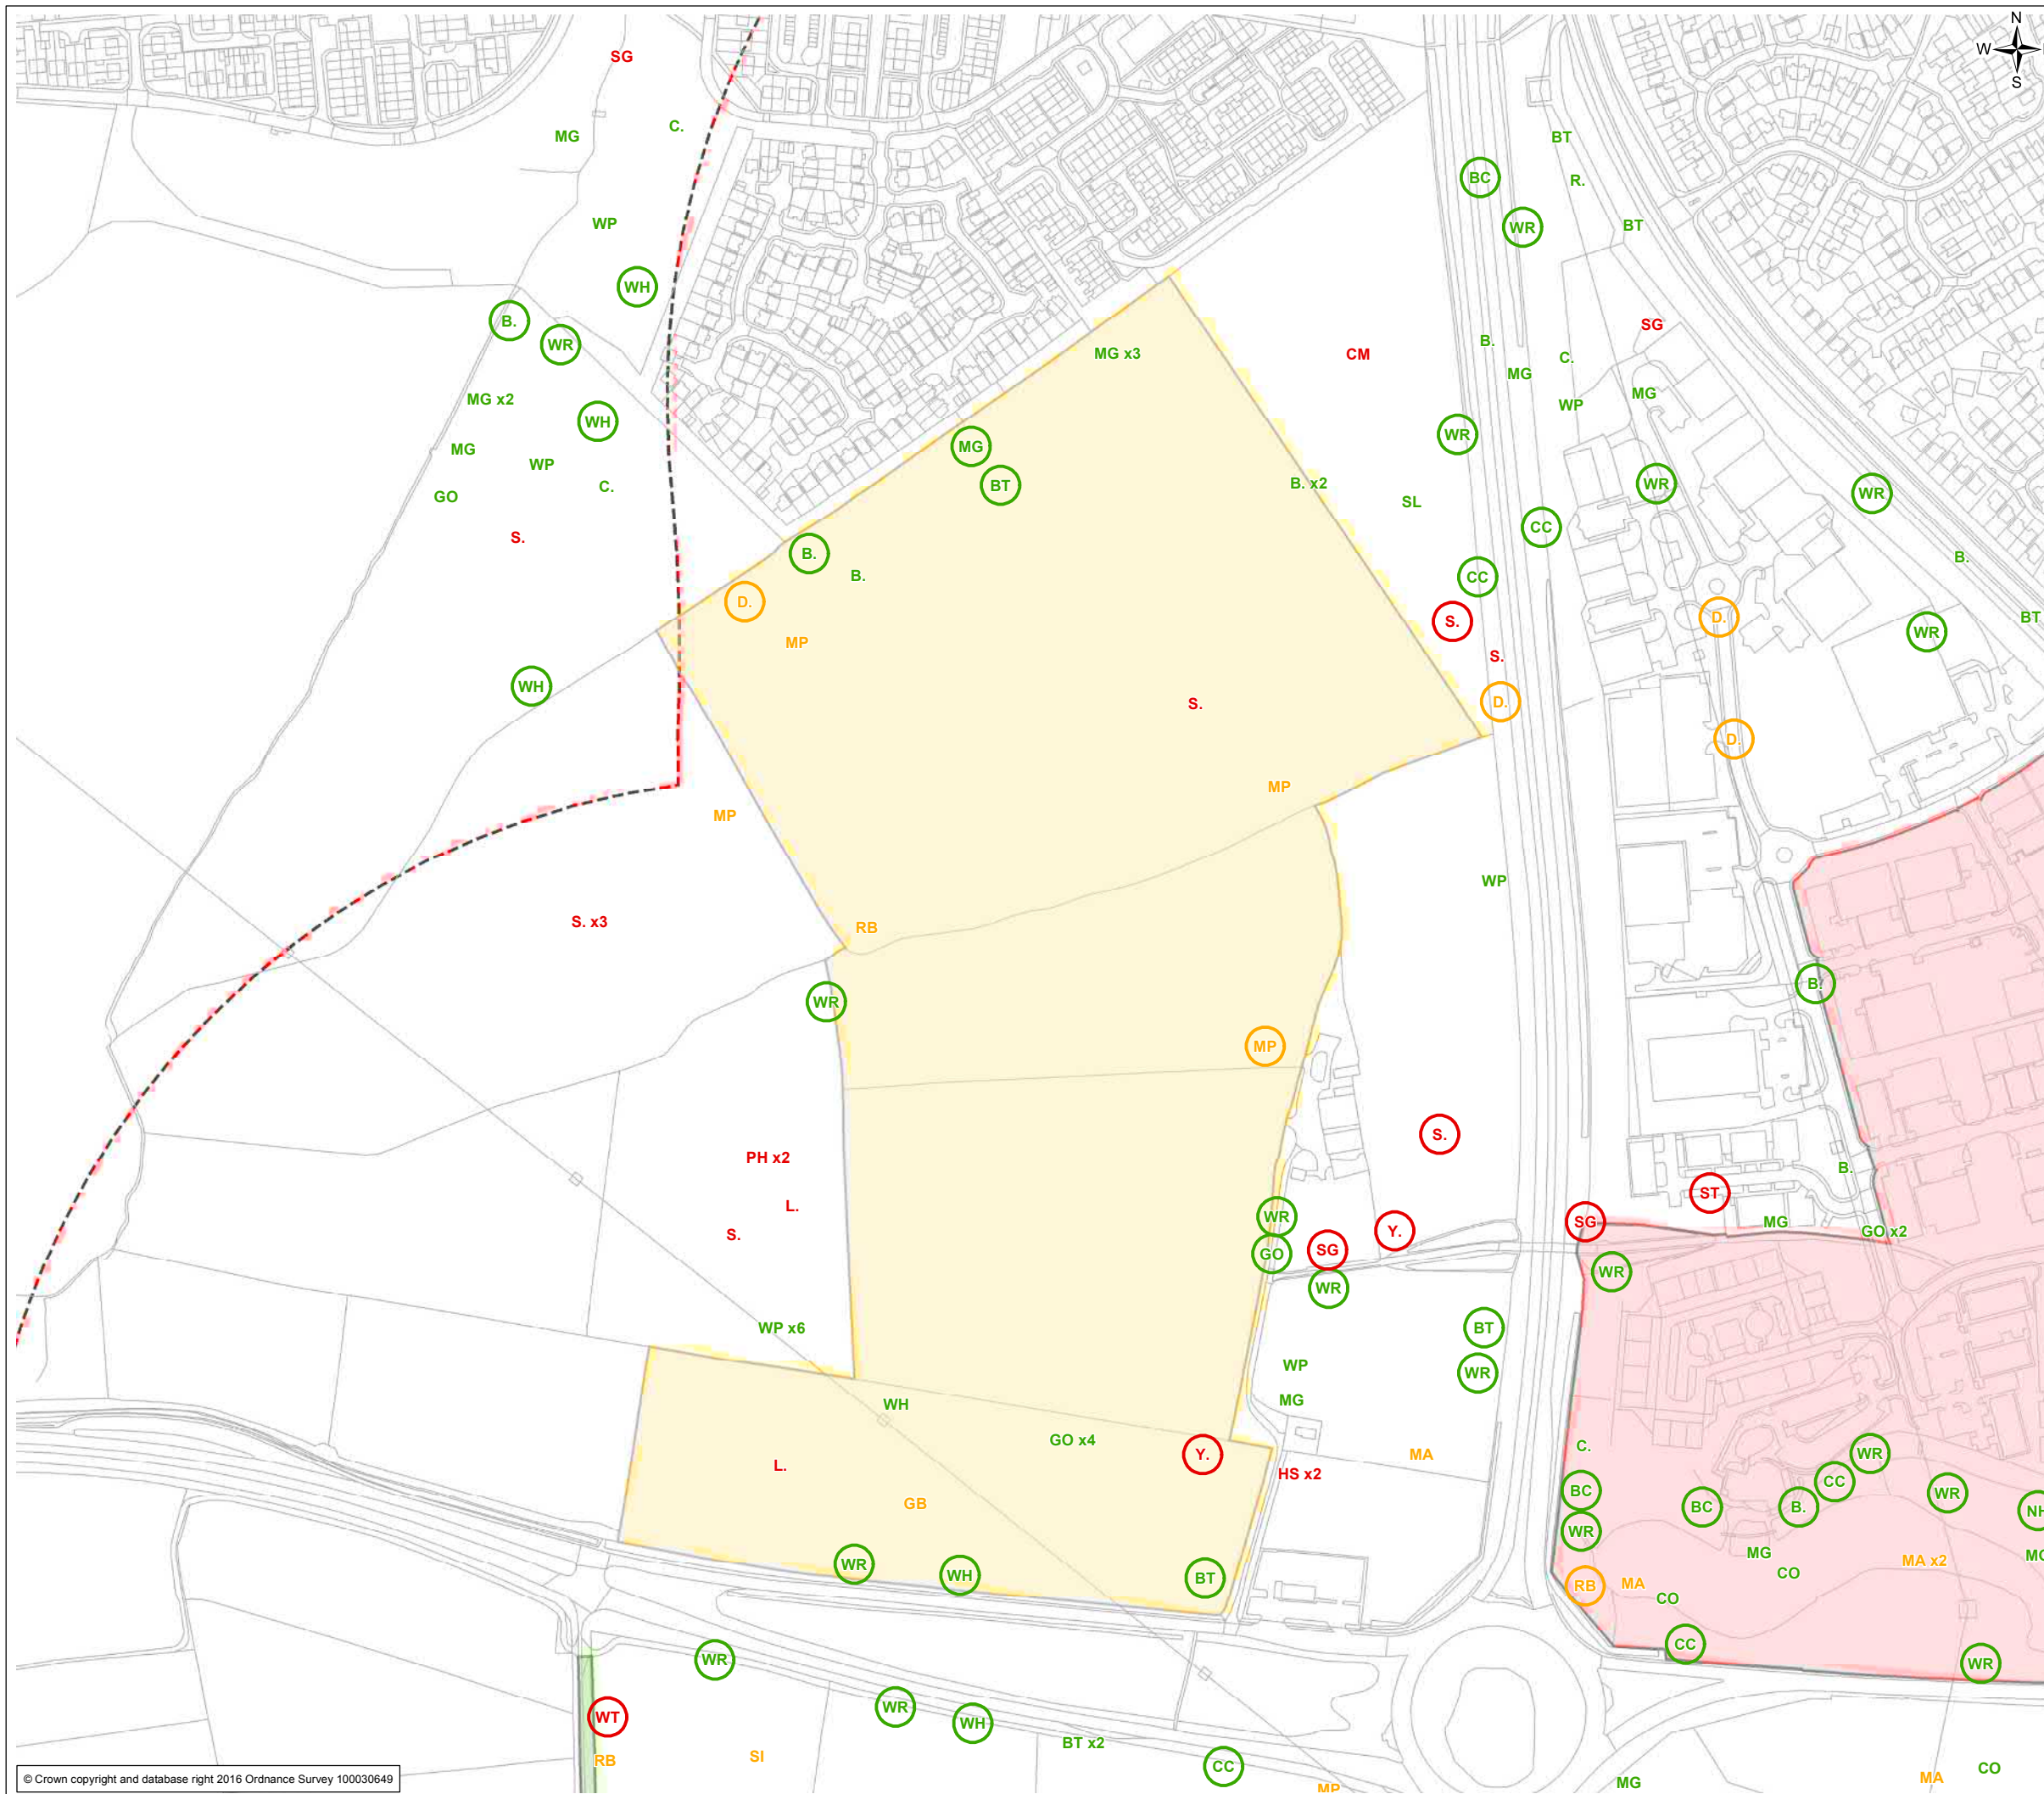 N
W
S
SG
MG
C.
BT
R.
BC
WP
WR
BT
WH
B.
WR
SG
B.
MG x3
CM
C.
MG
MG x2
MG
WP
WH
WR
MG
MG
WP
BT
B. x2
WR
WR
GO
C.
SL
CC
S.
B.
B.
B.
CC
D.
S.
D.
BT
MP
WR
S.
WH
S.
D.
D.
MP
MP
WP
S. x3
RB
B.
WR
MP
S.
PH x2
B.
ST
L.
WR
SG
MG
S.
Y.
GO x2
GO
SG
WR
WR
WP x6
BT
WP
WR
WH
MG
GO x4
C.
Y.
MA
WR
L.
HS x2
CC
BC
WR
GB
BC
B.
NH
WR
MG
MG
WR
WH
BT
MA x2
CO
RB
MA
CO
CC
WR
WR
WR
WT
WH
BT x2
RB
SI
CC
CO
MA
MG
MP
© Crown copyright and database right 2016 Ordnance Survey 100030649